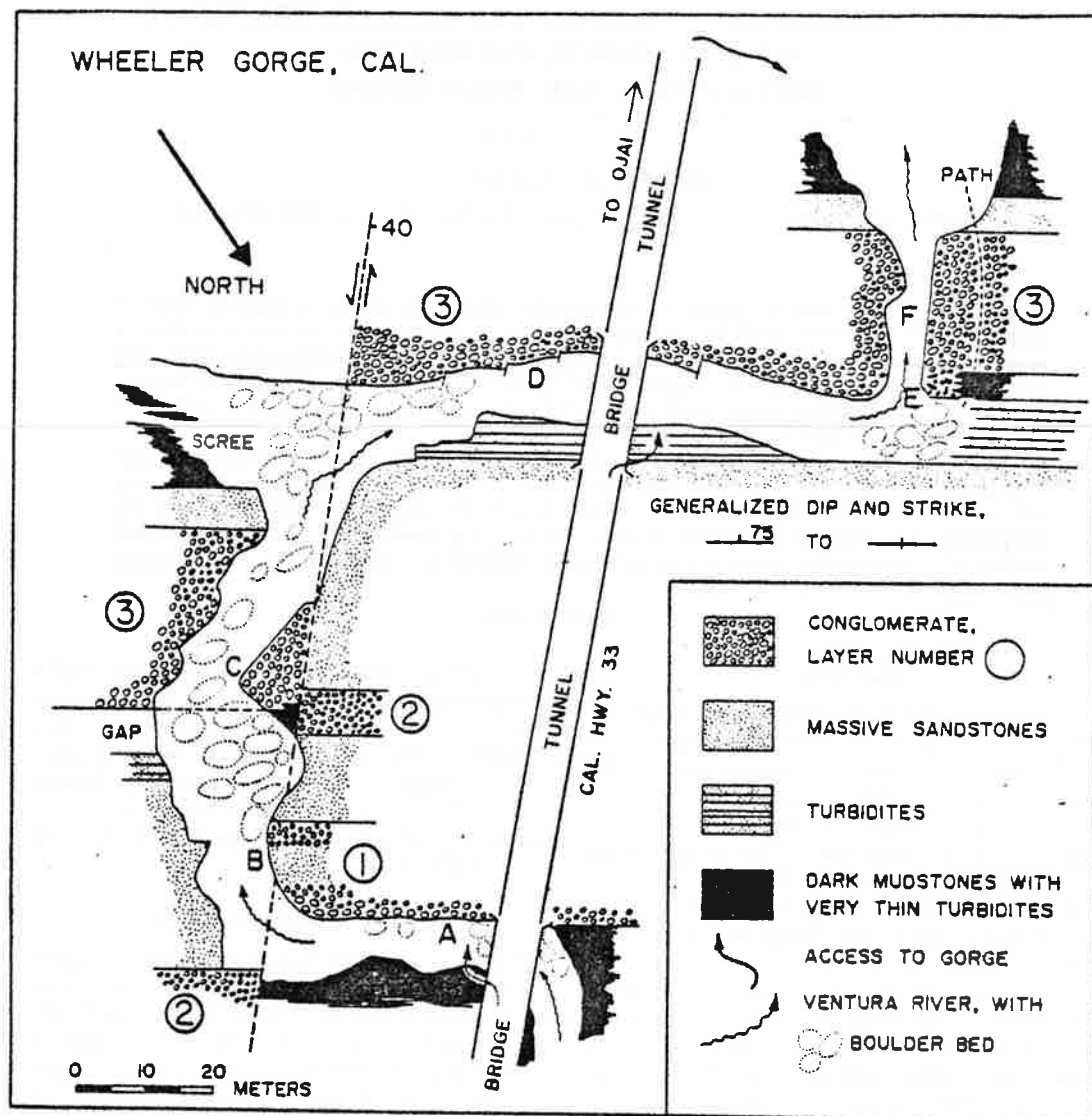 WHEELER GORGE, CAL.
NORTH
40
TO OJAI
TUNNEL
PATH
3
3
F
D
E
BRIDGE
SCREE
GENERALIZED DIP AND STRIKE,
75 TO
3
C
2
GAP
CAL. HWY. 33
TUNNEL
B
1
A
2
BRIDGE
0 10 20
METERS
CONGLOMERATE,
LAYER NUMBER
MASSIVE SANDSTONES
TURBIDITES
DARK MUDSTONES WITH
VERY THIN TURBIDITES
ACCESS TO GORGE
VENTURA RIVER, WITH
BOULDER BED